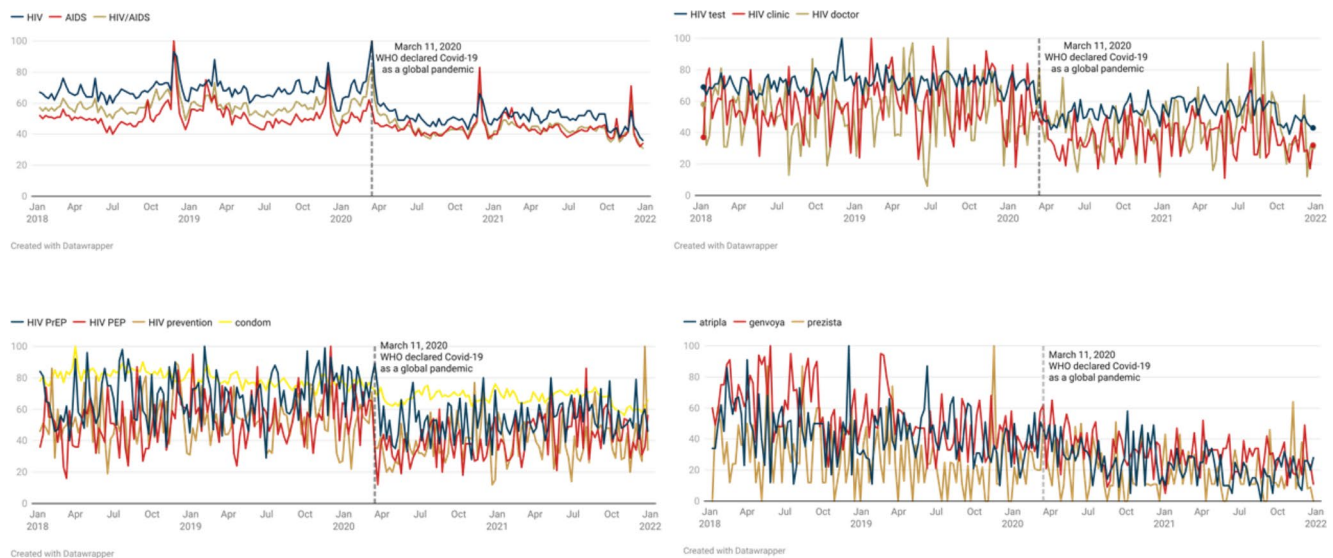 HIV AIDS HIV/AIDS
100
80
60
40
20
0
March 11, 2020
WHO declared Covid-19
as a global pandemic
Jan Apr Jul Oct Jan Apr Jul Oct Jan Apr Jul Oct Jan Apr Jul Oct Jan
2018 2019 2020 2021 2022
Created with Datawrapper
HIV test HIV clinic HIV doctor
100
80
60
40
20
0
March 11, 2020
WHO declared Covid-19
as a global pandemic
Jan Apr Jul Oct Jan Apr Jul Oct Jan Apr Jul Oct Jan Apr Jul Oct Jan
2018 2019 2020 2021 2022
Created with Datawrapper
HIV PrEP HIV PEP HIV prevention condom
100
80
60
40
20
0
March 11, 2020
WHO declared Covid-19
as a global pandemic
Jan Apr Jul Oct Jan Apr Jul Oct Jan Apr Jul Oct Jan Apr Jul Oct Jan
2018 2019 2020 2021 2022
Created with Datawrapper
atripla genvoya prezista
100
80
60
40
20
0
March 11, 2020
WHO declared Covid-19
as a global pandemic
Jan Apr Jul Oct Jan Apr Jul Oct Jan Apr Jul Oct Jan Apr Jul Oct Jan
2018 2019 2020 2021 2022
Created with Datawrapper